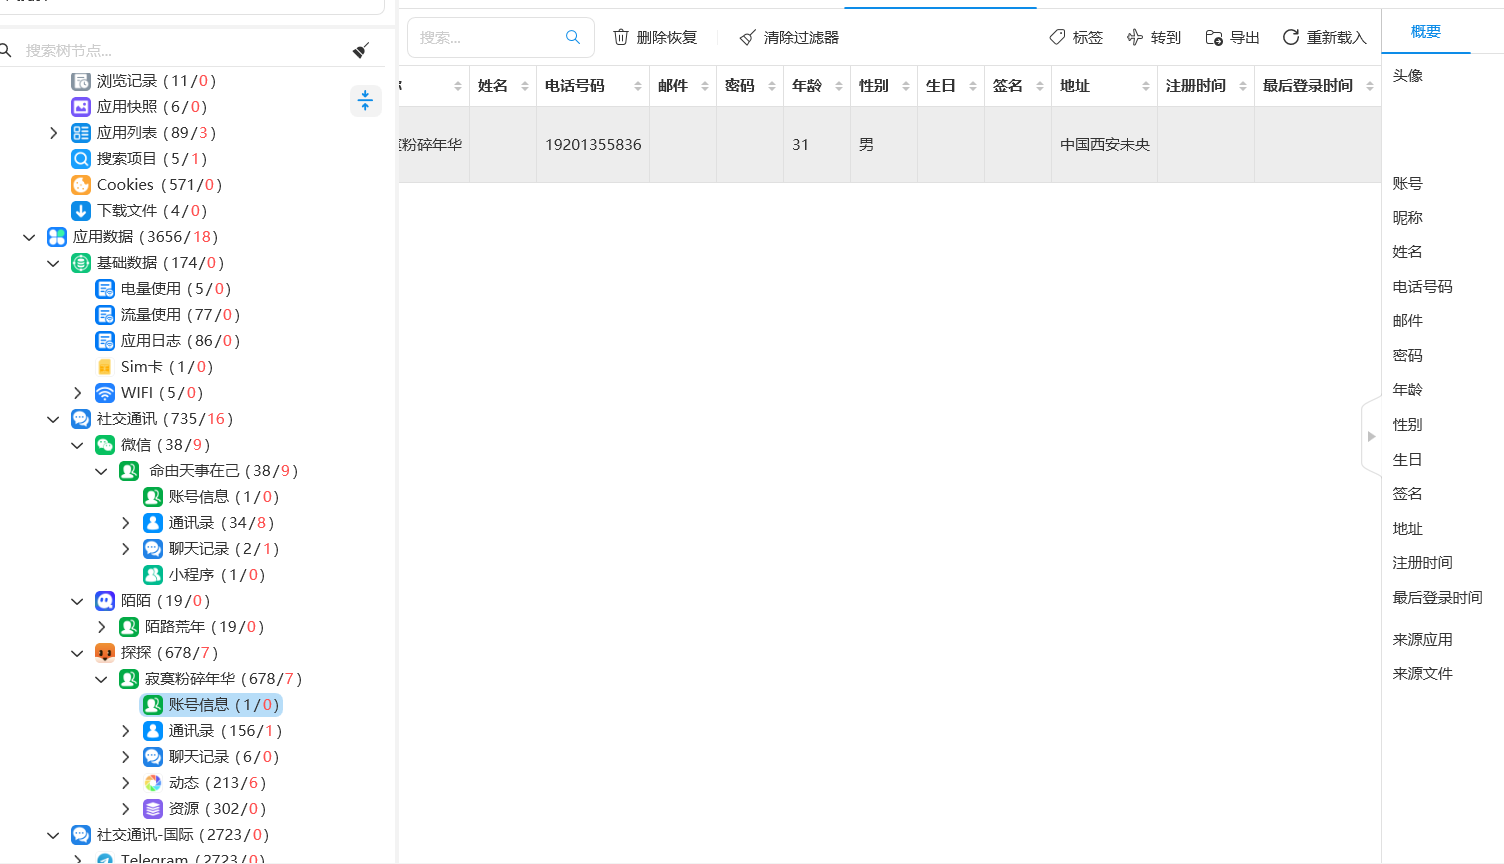 搜索树节点...
浏览记录 (11/0)
应用快照 (6/0)
应用列表 (89/3)
搜索项目 (5/1)
Cookies (571/0)
下载文件 (4/0)
应用数据 (3656/18)
基础数据 (174/0)
电量使用 (5/0)
流量使用 (77/0)
应用日志 (86/0)
Sim卡 (1/0)
WIFI (5/0)
社交通讯 (735/16)
微信 (38/9)
命由天事在己 (38/9)
账号信息 (1/0)
通讯录 (34/8)
聊天记录 (2/1)
小程序 (1/0)
陌陌 (19/0)
陌路荒年 (19/0)
探探 (678/7)
寂寞粉碎年华 (678/7)
账号信息 (1/0)
通讯录 (156/1)
聊天记录 (6/0)
动态 (213/6)
资源 (302/0)
社交通讯-国际 (2723/0)
Telegram (2723/0)
搜索... 删除恢复 清除过滤器 标签 转到 导出 重新载入
姓名 电话号码 邮件 密码 年龄 性别 生日 签名 地址 注册时间 最后登录时间
粉碎年华 19201355836 31 男 中国西安未央
概要
头像
账号
昵称
姓名
电话号码
邮件
密码
年龄
性别
生日
签名
地址
注册时间
最后登录时间
来源应用
来源文件